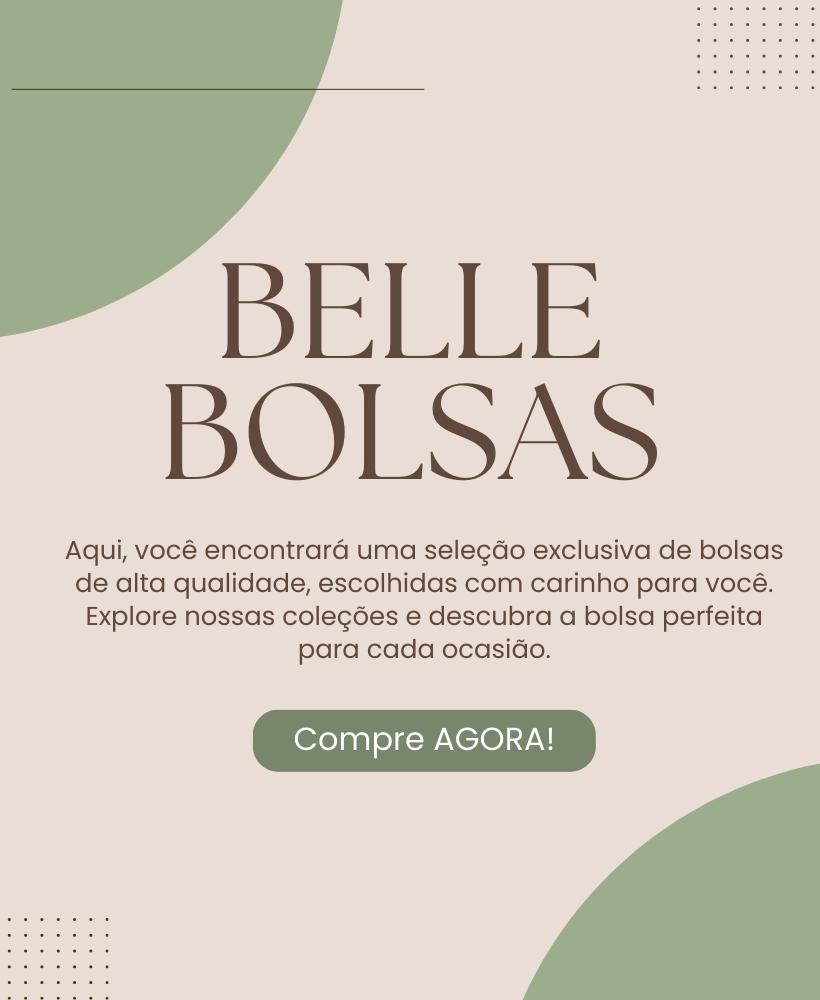 BELLE
BOLSAS
Aqui, você encontrará uma seleção exclusiva de bolsas
de alta qualidade, escolhidas com carinho para você.
Explore nossas coleções e descubra a bolsa perfeita
para cada ocasião.
Compre AGORA!